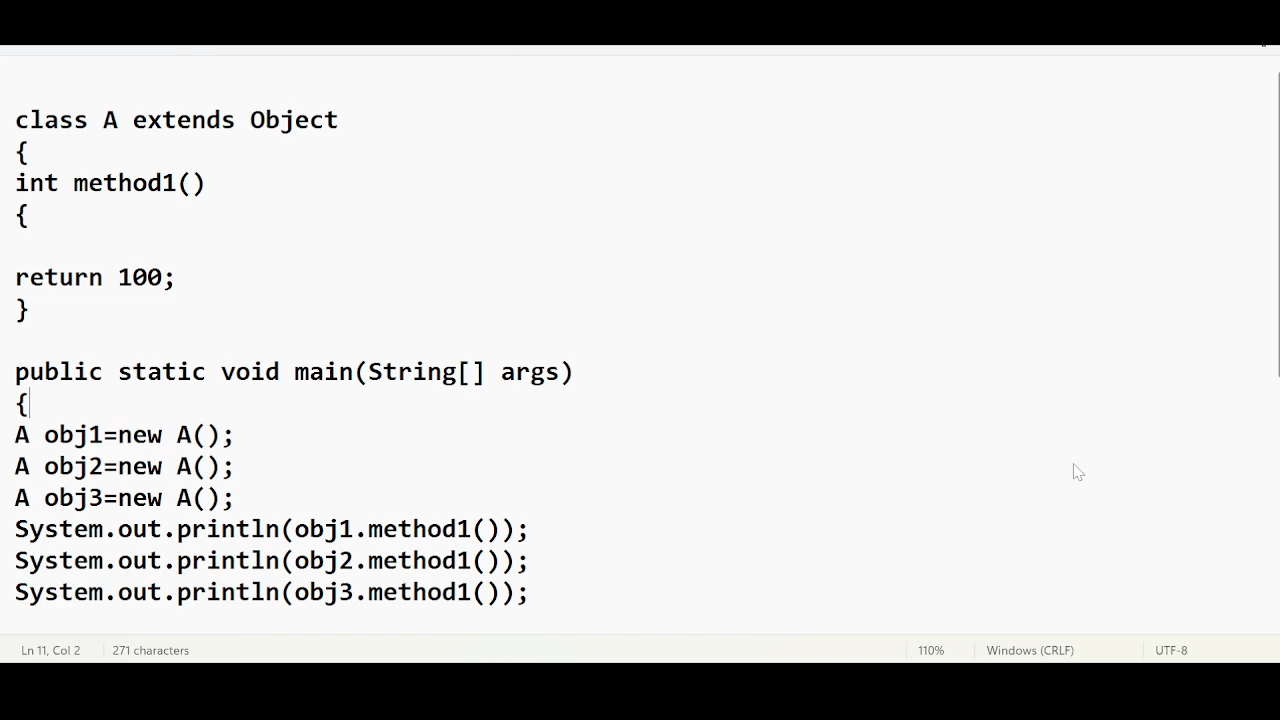 class A extends Object
{
int method1()
{
return 100;
}
public static void main(String[] args)
{
A obj1=new A();
A obj2=new A();
A obj3=new A();
System.out.println(obj1.method1());
System.out.println(obj2.method1());
System.out.println(obj3.method1());
Ln 11, Col 2 271 characters 110% Windows (CRLF) UTF-8